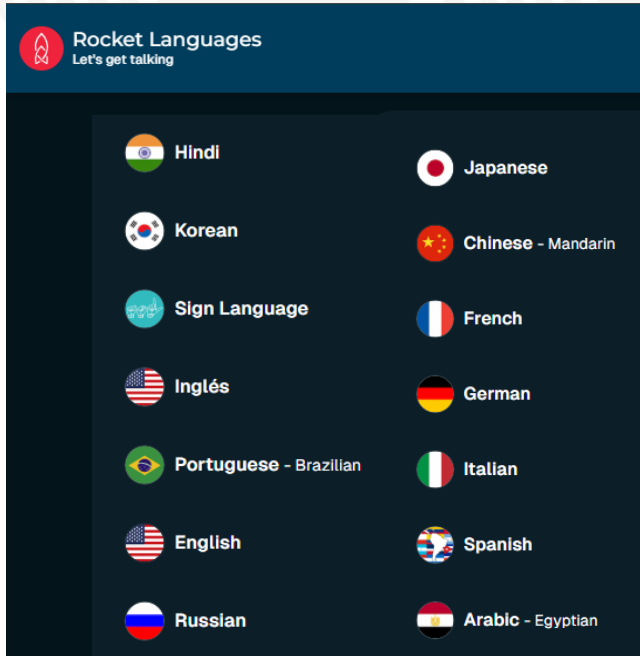 Rocket Languages
Let's get talking
Hindi
Korean
Sign Language
Inglés
Portuguese - Brazilian
English
Russian
Japanese
Chinese - Mandarin
French
German
Italian
Spanish
Arabic - Egyptian